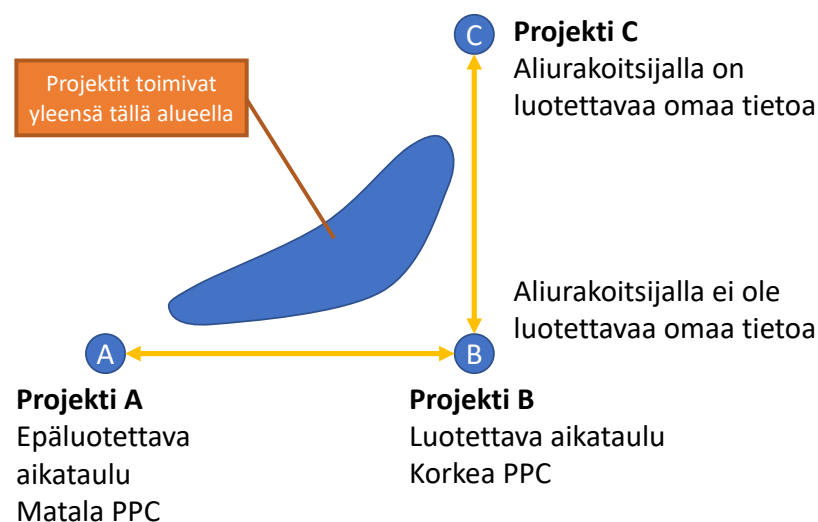 C
Projekti C
Aliurakoitsijalla on
luotettavaa omaa tietoa
Projektit toimivat
yleensä tällä alueella
Aliurakoitsijalla ei ole
luotettavaa omaa tietoa
A
B
Projekti A
Epäluotettava
aikataulu
Matala PPC
Projekti B
Luotettava aikataulu
Korkea PPC